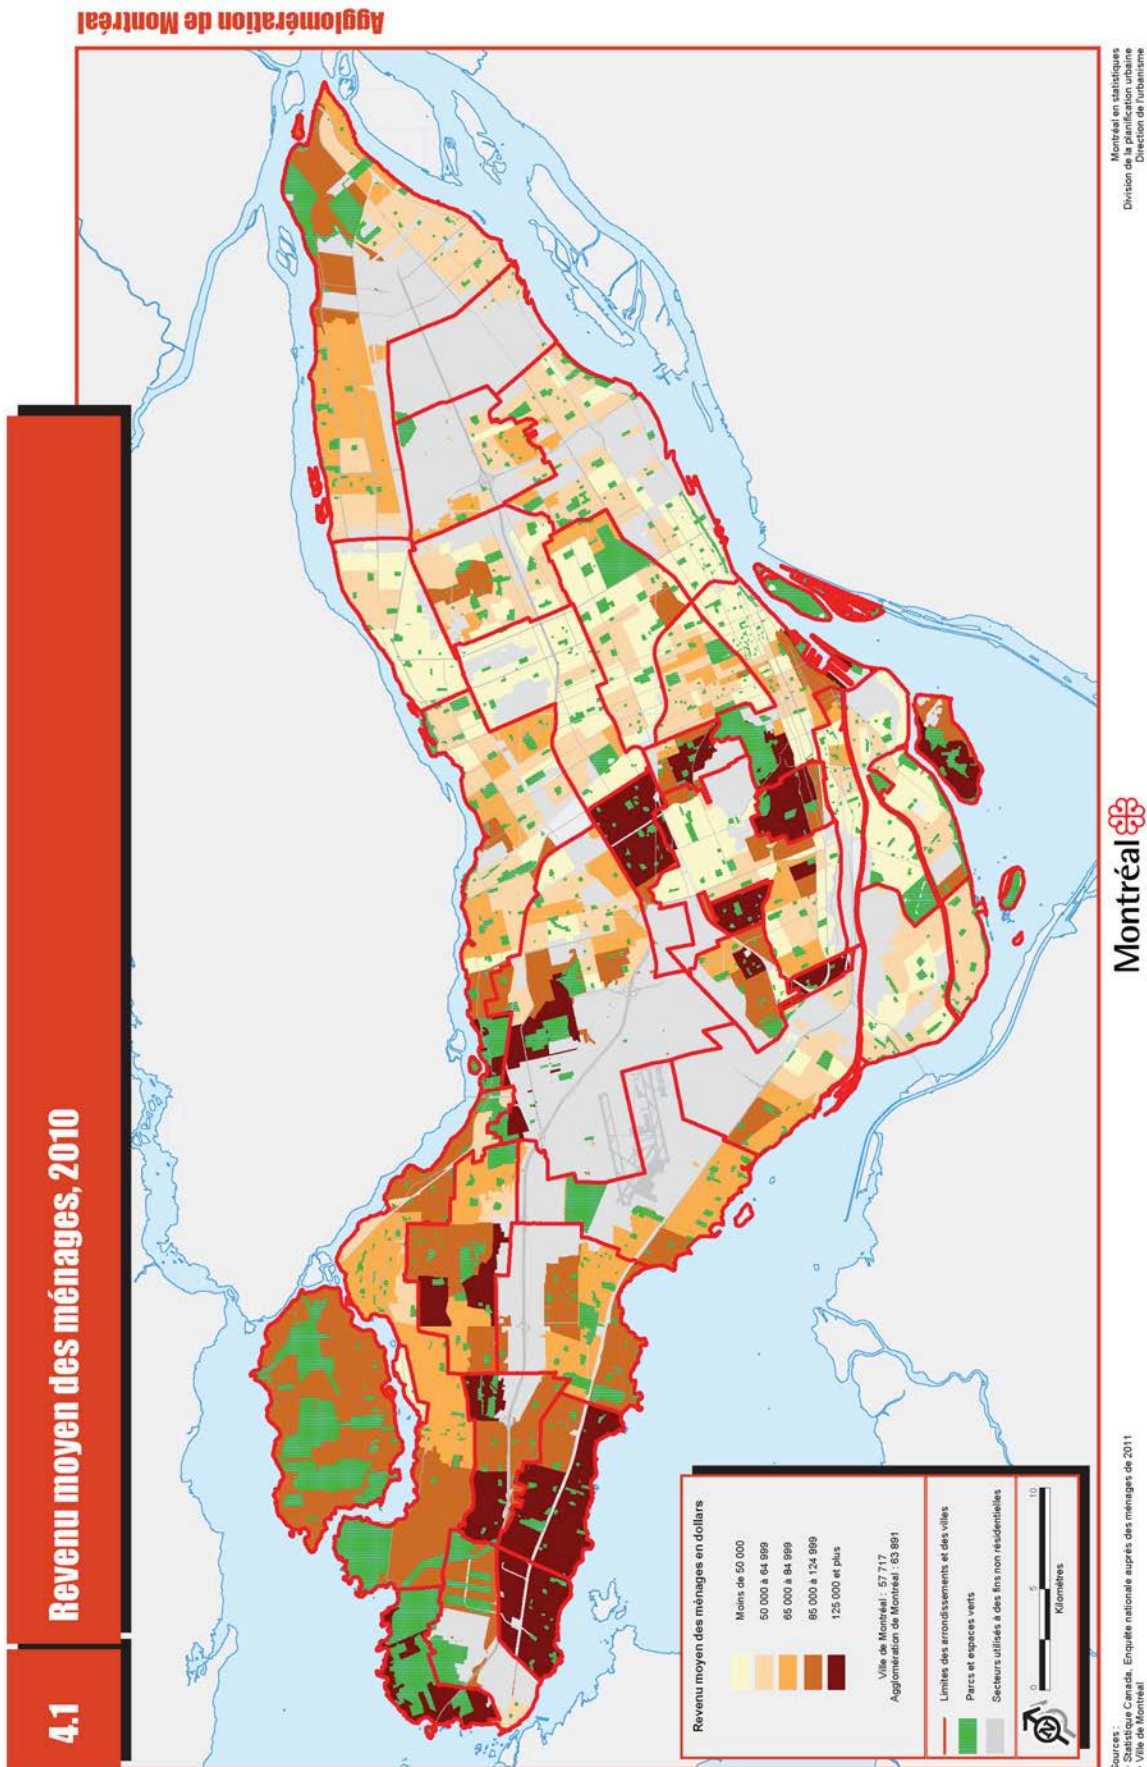 4.1
Revenu moyen des ménages, 2010
Agglomération de Montréal
Revenu moyen des ménages en dollars
Moins de 50 000
50 000 à 64 999
65 000 à 84 999
85 000 à 124 999
125 000 et plus
Ville de Montréal : 57 717
Agglomération de Montréal : 63 891
Limites des arrondissements et des villes
Parcs et espaces verts
Secteurs utilisés à des fins non résidentielles
N
0 5 10
Kilomètres
Sources :
Statistique Canada, Enquête nationale auprès des ménages de 2011
Ville de Montréal
Montréal
Montréal en statistiques
Division de la planification urbaine
Direction de l'urbanisme